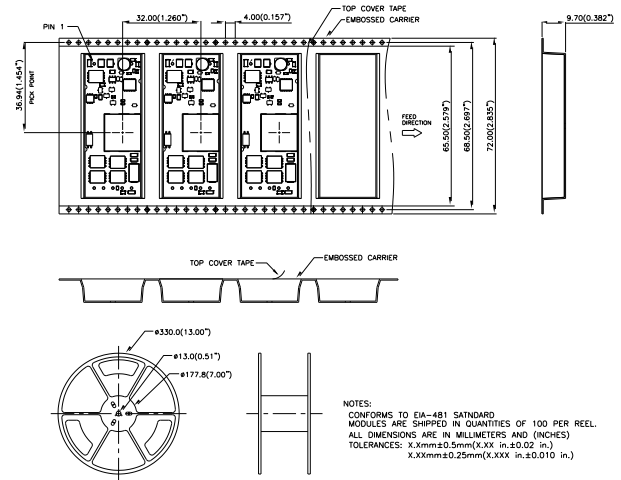 TOP COVER TAPE
EMBOSSED CARRIER
32.00(1.260")
4.00(0.157")
9.70(0.382")
PIN 1
36.94(1.454")
PICK POINT
FEED
DIRECTION
65.50(2.579")
68.50(2.697")
72.00(2.835")
TOP COVER TAPE
EMBOSSED CARRIER
ø330.0(13.00")
ø13.0(0.51")
ø177.8(7.00")
NOTES:
CONFORMS TO EIA-481 SATNDARD
MODULES ARE SHIPPED IN QUANTITIES OF 100 PER REEL.
ALL DIMENSIONS ARE IN MILLIMETERS AND (INCHES)
TOLERANCES: X.Xmm±0.5mm(X.XX in.±0.02 in.)
X.XXmm±0.25mm(X.XXX in.±0.010 in.)